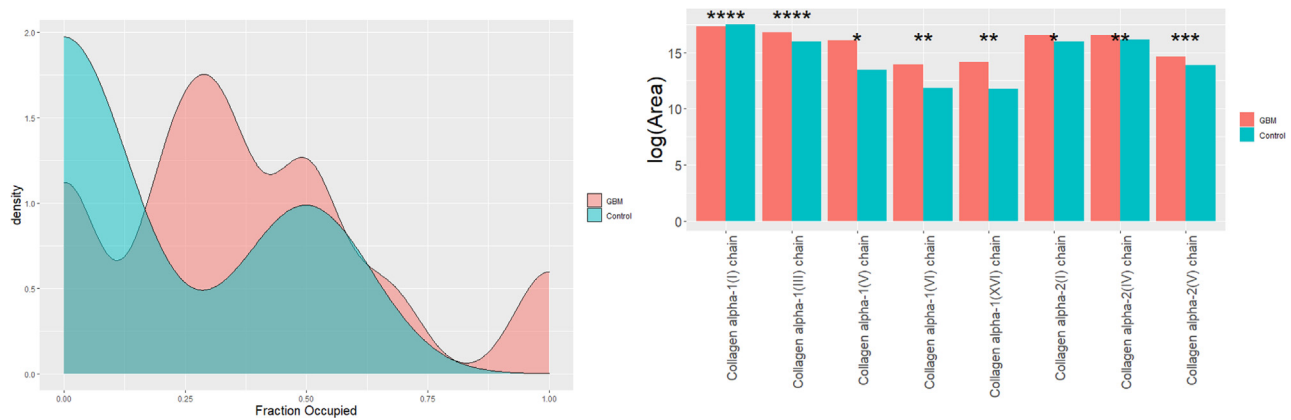 2.0
1.5
1.0
0.5
0.0
density
0.00
0.25
0.50
0.75
1.00
Fraction Occupied
GBM
Control
**** **** * ** ** * ** ***
15
10
5
0
log(Area)
Collagen alpha-1(I) chain
Collagen alpha-1(III) chain
Collagen alpha-1(V) chain
Collagen alpha-1(VI) chain
Collagen alpha-1(XVI) chain
Collagen alpha-2(I) chain
Collagen alpha-2(IV) chain
Collagen alpha-2(V) chain
GBM
Control